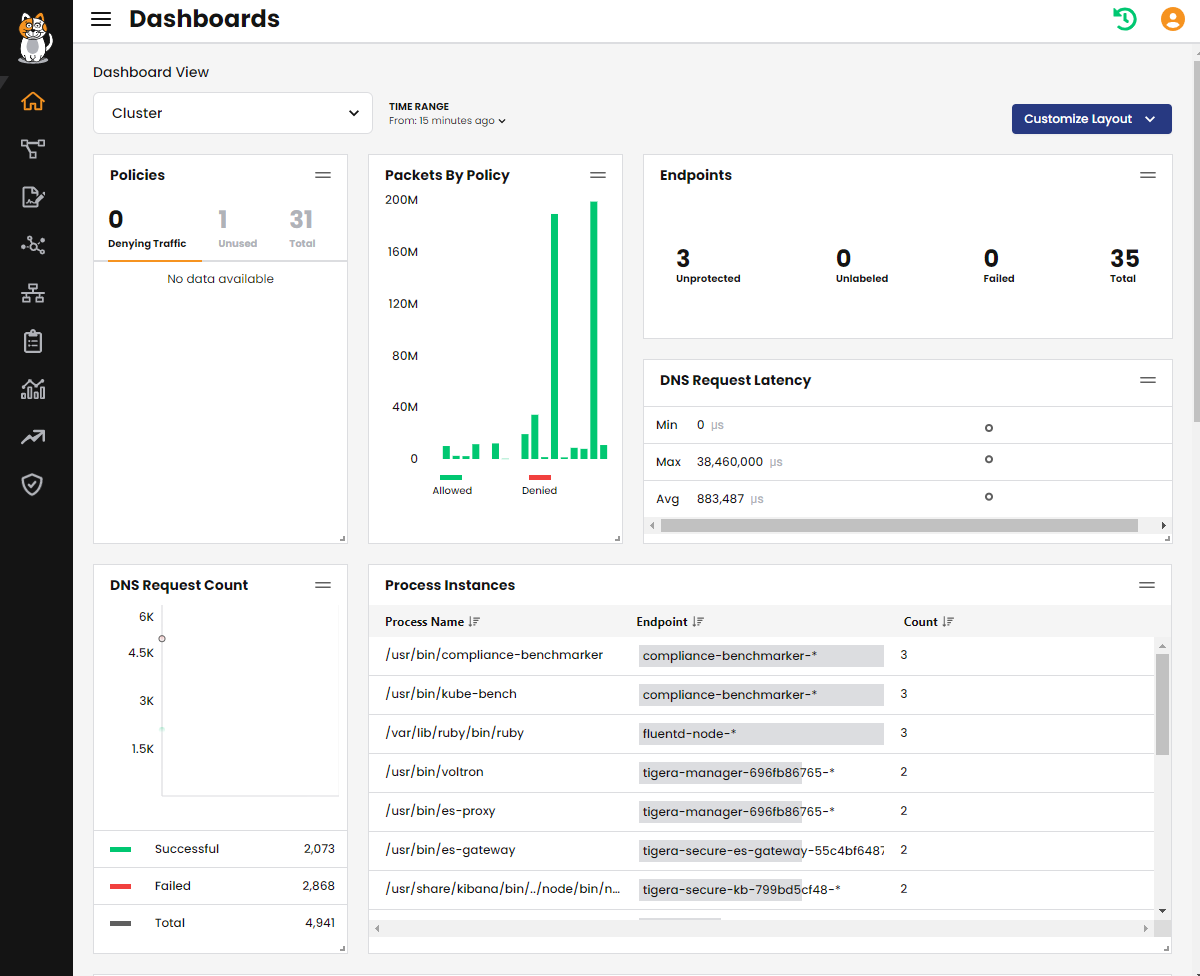 Dashboards
Dashboard View
Cluster
TIME RANGE
From: 15 minutes ago
Customize Layout
Policies
0 1 31
Denying Traffic Unused Total
No data available
Packets By Policy
200M
160M
120M
80M
40M
0
Allowed Denied
Endpoints
3 0 0 35
Unprotected Unlabeled Failed Total
DNS Request Latency
Min 0 µs
Max 38,460,000 µs
Avg 883,487 µs
DNS Request Count
6K
4.5K
3K
1.5K
Successful 2,073
Failed 2,868
Total 4,941
Process Instances
Process Name Endpoint Count
/usr/bin/compliance-benchmarker compliance-benchmarker-* 3
/usr/bin/kube-bench compliance-benchmarker-* 3
/var/lib/ruby/bin/ruby fluentd-node-* 3
/usr/bin/voltron tigera-manager-696fb86765-* 2
/usr/bin/es-proxy tigera-manager-696fb86765-* 2
/usr/bin/es-gateway tigera-secure-es-gateway-55c4bf6487 2
/usr/share/kibana/bin/../node/bin/n... tigera-secure-kb-799bd5cf48-* 2